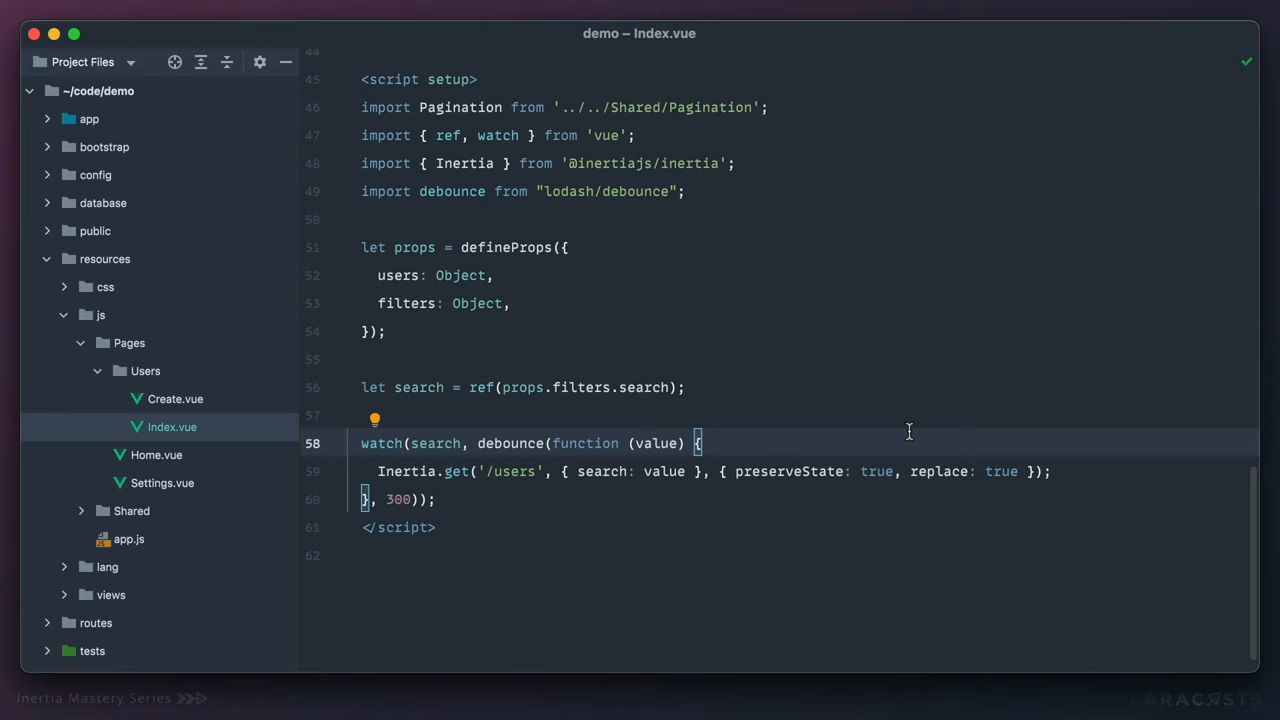 demo – Index.vue
Project Files
~/code/demo
app
bootstrap
config
database
public
resources
css
js
Pages
Users
Create.vue
Index.vue
Home.vue
Settings.vue
Shared
app.js
lang
views
routes
tests
44
45 <script setup>
46 import Pagination from '../../Shared/Pagination';
47 import { ref, watch } from 'vue';
48 import { Inertia } from '@inertiajs/inertia';
49 import debounce from "lodash/debounce";
50
51 let props = defineProps({
52 users: Object,
53 filters: Object,
54 });
55
56 let search = ref(props.filters.search);
57
58 watch(search, debounce(function (value) {
59 Inertia.get('/users', { search: value }, { preserveState: true, replace: true });
60 }, 300));
61 </script>
62
Inertia Mastery Series
LARACASTS